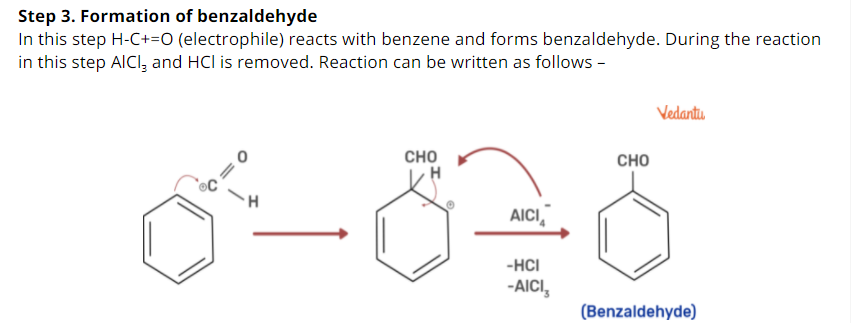 Step 3. Formation of benzaldehyde
In this step H-C+=O (electrophile) reacts with benzene and forms benzaldehyde. During the reaction
in this step AlCl₃ and HCl is removed. Reaction can be written as follows –
Vedantu
O
⊕C
H
CHO
H
⊕
AlCl₄⁻
-HCl
-AlCl₃
CHO
(Benzaldehyde)